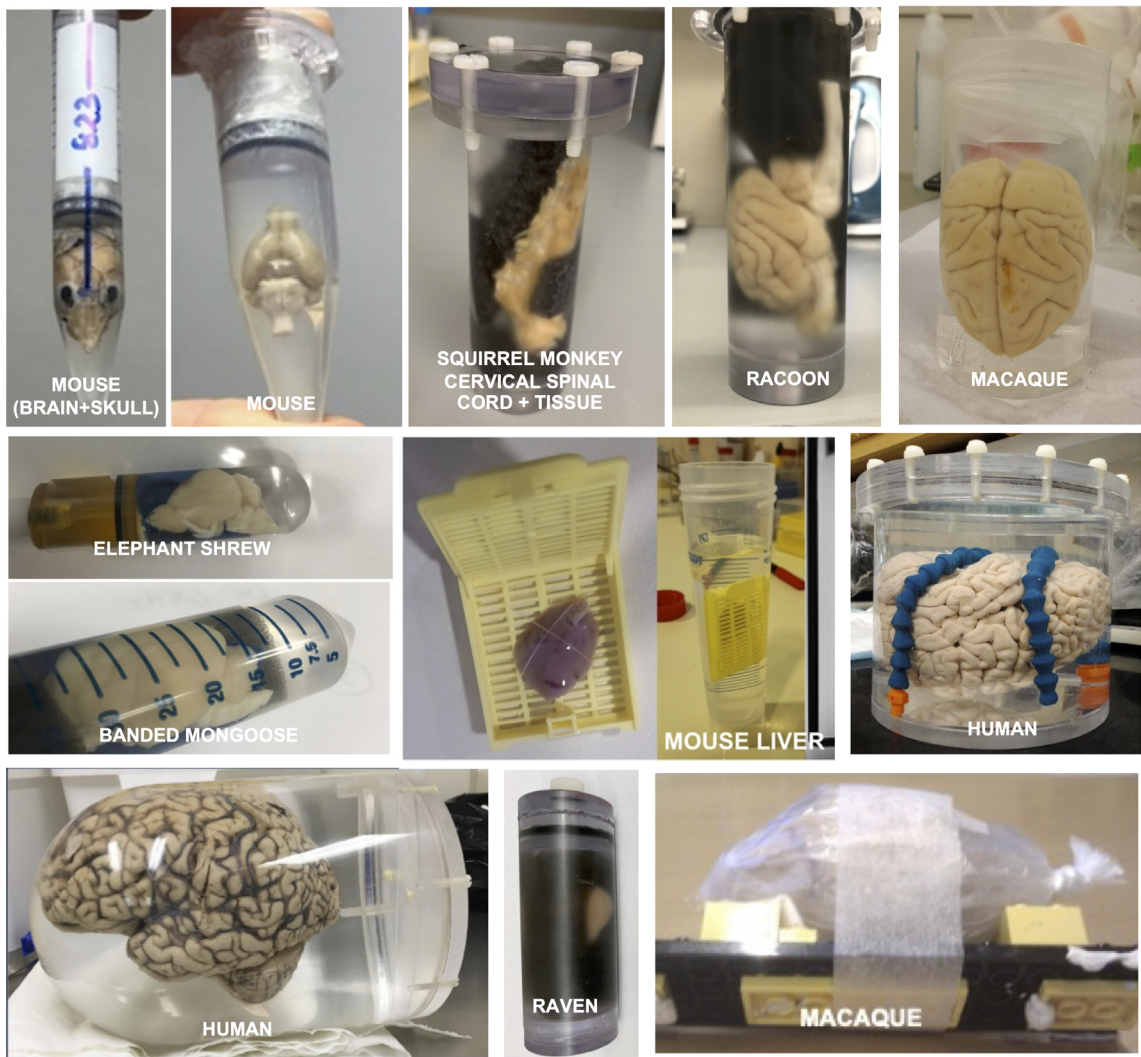 823
MOUSE
(BRAIN+SKULL)
MOUSE
SQUIRREL MONKEY
CERVICAL SPINAL
CORD + TISSUE
RACOON
MACAQUE
ELEPHANT SHREW
25
20
15
10
7.5
5
BANDED MONGOOSE
MOUSE LIVER
HUMAN
HUMAN
RAVEN
MACAQUE